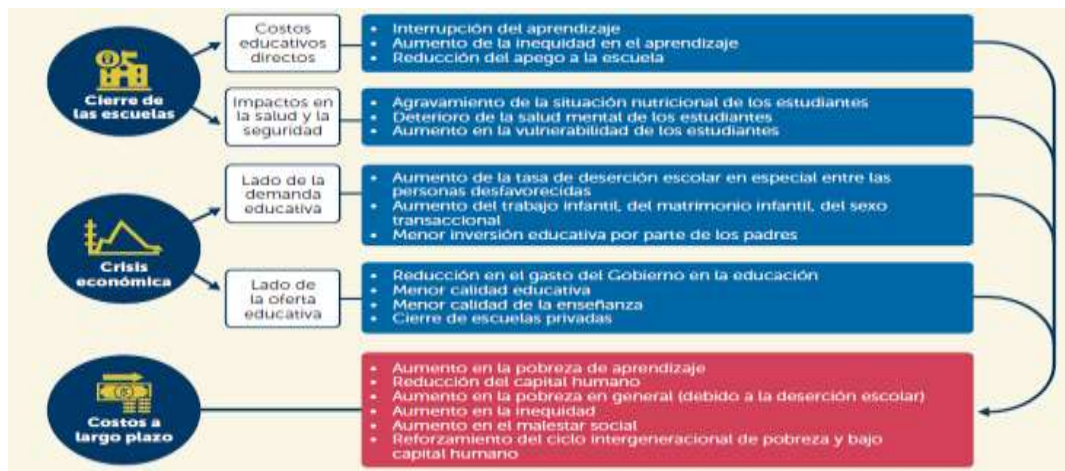 Cierre de
las escuelas
Costos
educativos
directos
• Interrupción del aprendizaje
• Aumento de la inequidad en el aprendizaje
• Reducción del apego a la escuela
Impactos en
la salud y la
seguridad
• Agravamiento de la situación nutricional de los estudiantes
• Deterioro de la salud mental de los estudiantes
• Aumento en la vulnerabilidad de los estudiantes
Crisis
económica
Lado de la
demanda
educativa
• Aumento de la tasa de deserción escolar en especial entre las
personas desfavorecidas
• Aumento del trabajo infantil, del matrimonio infantil, del sexo
transaccional
• Menor inversión educativa por parte de los padres
Lado de
la oferta
educativa
• Reducción en el gasto del Gobierno en la educación
• Menor calidad educativa
• Menor calidad de la enseñanza
• Cierre de escuelas privadas
Costos a
largo plazo
• Aumento en la pobreza de aprendizaje
• Reducción del capital humano
• Aumento en la pobreza en general (debido a la deserción escolar)
• Aumento en la inequidad
• Aumento en el malestar social
• Reforzamiento del ciclo intergeneracional de pobreza y bajo
capital humano